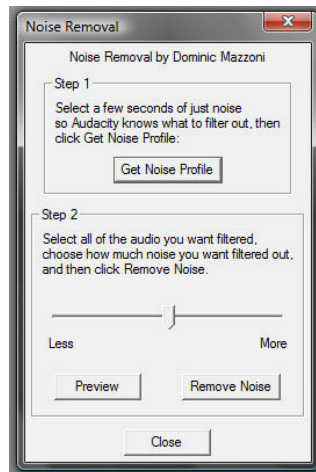 Noise Removal
Noise Removal by Dominic Mazzoni
Step 1
Select a few seconds of just noise
so Audacity knows what to filter out, then
click Get Noise Profile:
Get Noise Profile
Step 2
Select all of the audio you want filtered,
choose how much noise you want filtered out,
and then click Remove Noise.
Less More
Preview Remove Noise
Close